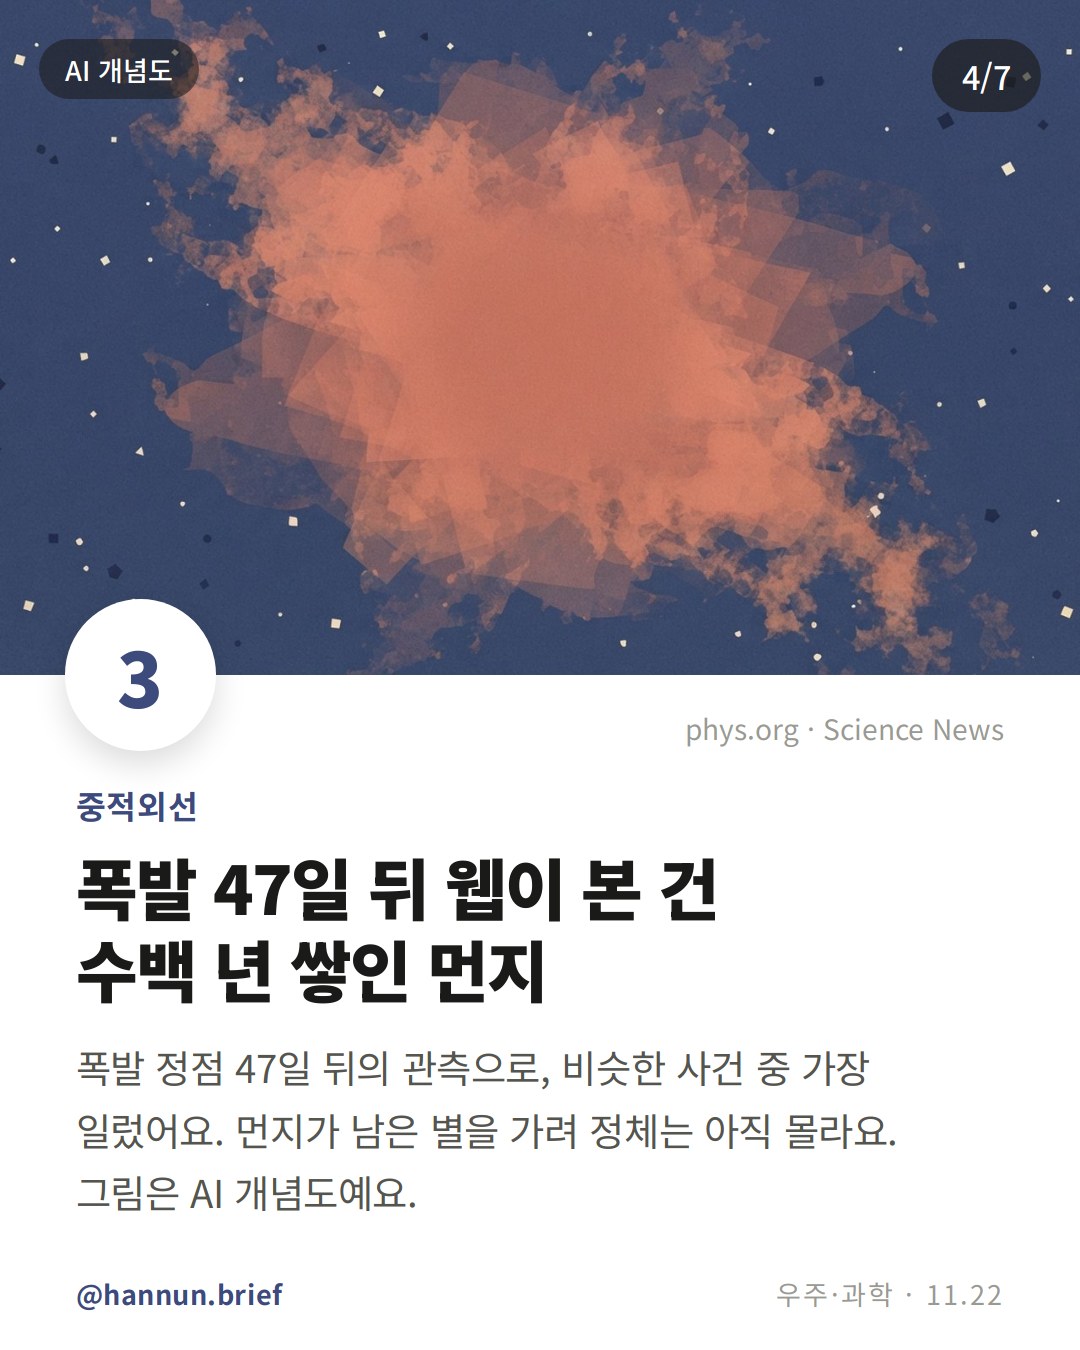 AI 개념도
4/7
3
phys.org · Science News
중적외선
폭발 47일 뒤 웹이 본 건
수백 년 쌓인 먼지
폭발 정점 47일 뒤의 관측으로, 비슷한 사건 중 가장
일렀어요. 먼지가 남은 별을 가려 정체는 아직 몰라요.
그림은 AI 개념도예요.
@hannun.brief
우주·과학 · 11.22